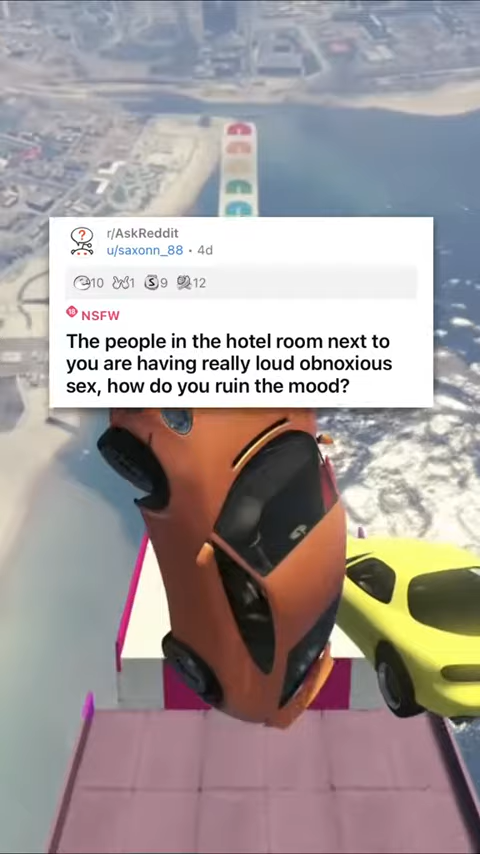 r/AskReddit
u/saxonn_88 • 4d
10 1 9 12
NSFW
The people in the hotel room next to
you are having really loud obnoxious
sex, how do you ruin the mood?